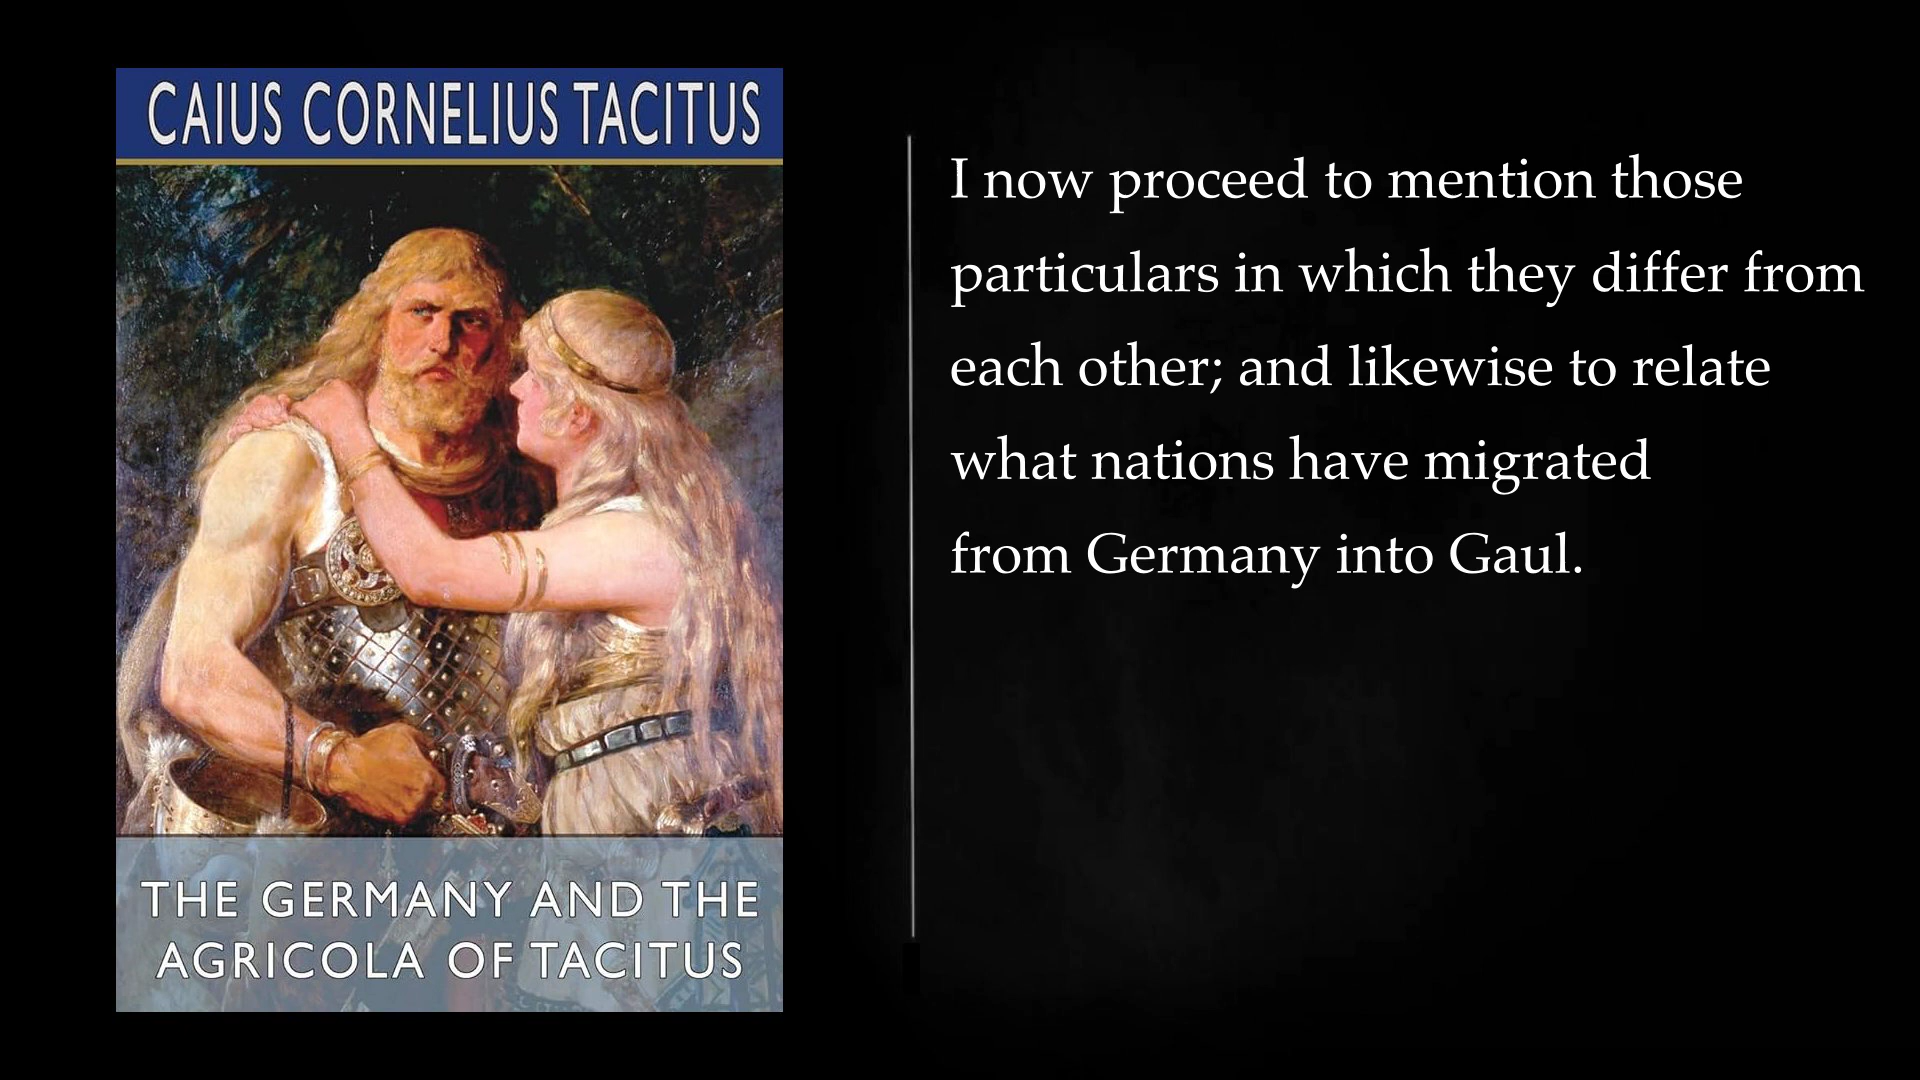 CAIUS CORNELIUS TACITUS
THE GERMANY AND THE
AGRICOLA OF TACITUS
I now proceed to mention those
particulars in which they differ from
each other; and likewise to relate
what nations have migrated
from Germany into Gaul.